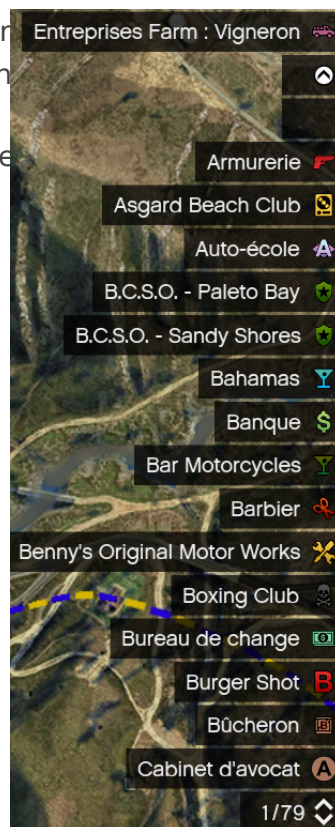 Entreprises Farm : Vigneron
Armurerie
Asgard Beach Club
Auto-école
B.C.S.O. - Paleto Bay
B.C.S.O. - Sandy Shores
Bahamas
Banque
Bar Motorcycles
Barbier
Benny's Original Motor Works
Boxing Club
Bureau de change
Burger Shot
Bûcheron
Cabinet d'avocat
1/79